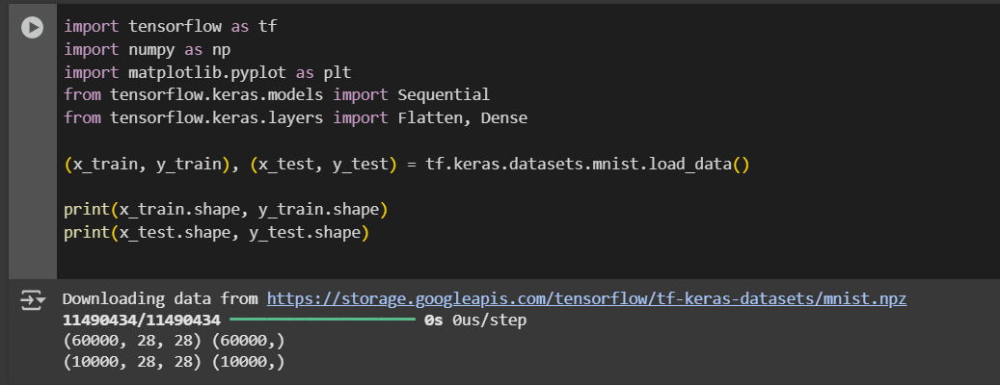 import tensorflow as tf
import numpy as np
import matplotlib.pyplot as plt
from tensorflow.keras.models import Sequential
from tensorflow.keras.layers import Flatten, Dense
(x_train, y_train), (x_test, y_test) = tf.keras.datasets.mnist.load_data()
print(x_train.shape, y_train.shape)
print(x_test.shape, y_test.shape)
Downloading data from https://storage.googleapis.com/tensorflow/tf-keras-datasets/mnist.npz
11490434/11490434 ━━━━━━━━━━━━━━━━━━━━ 0s 0us/step
(60000, 28, 28) (60000,)
(10000, 28, 28) (10000,)